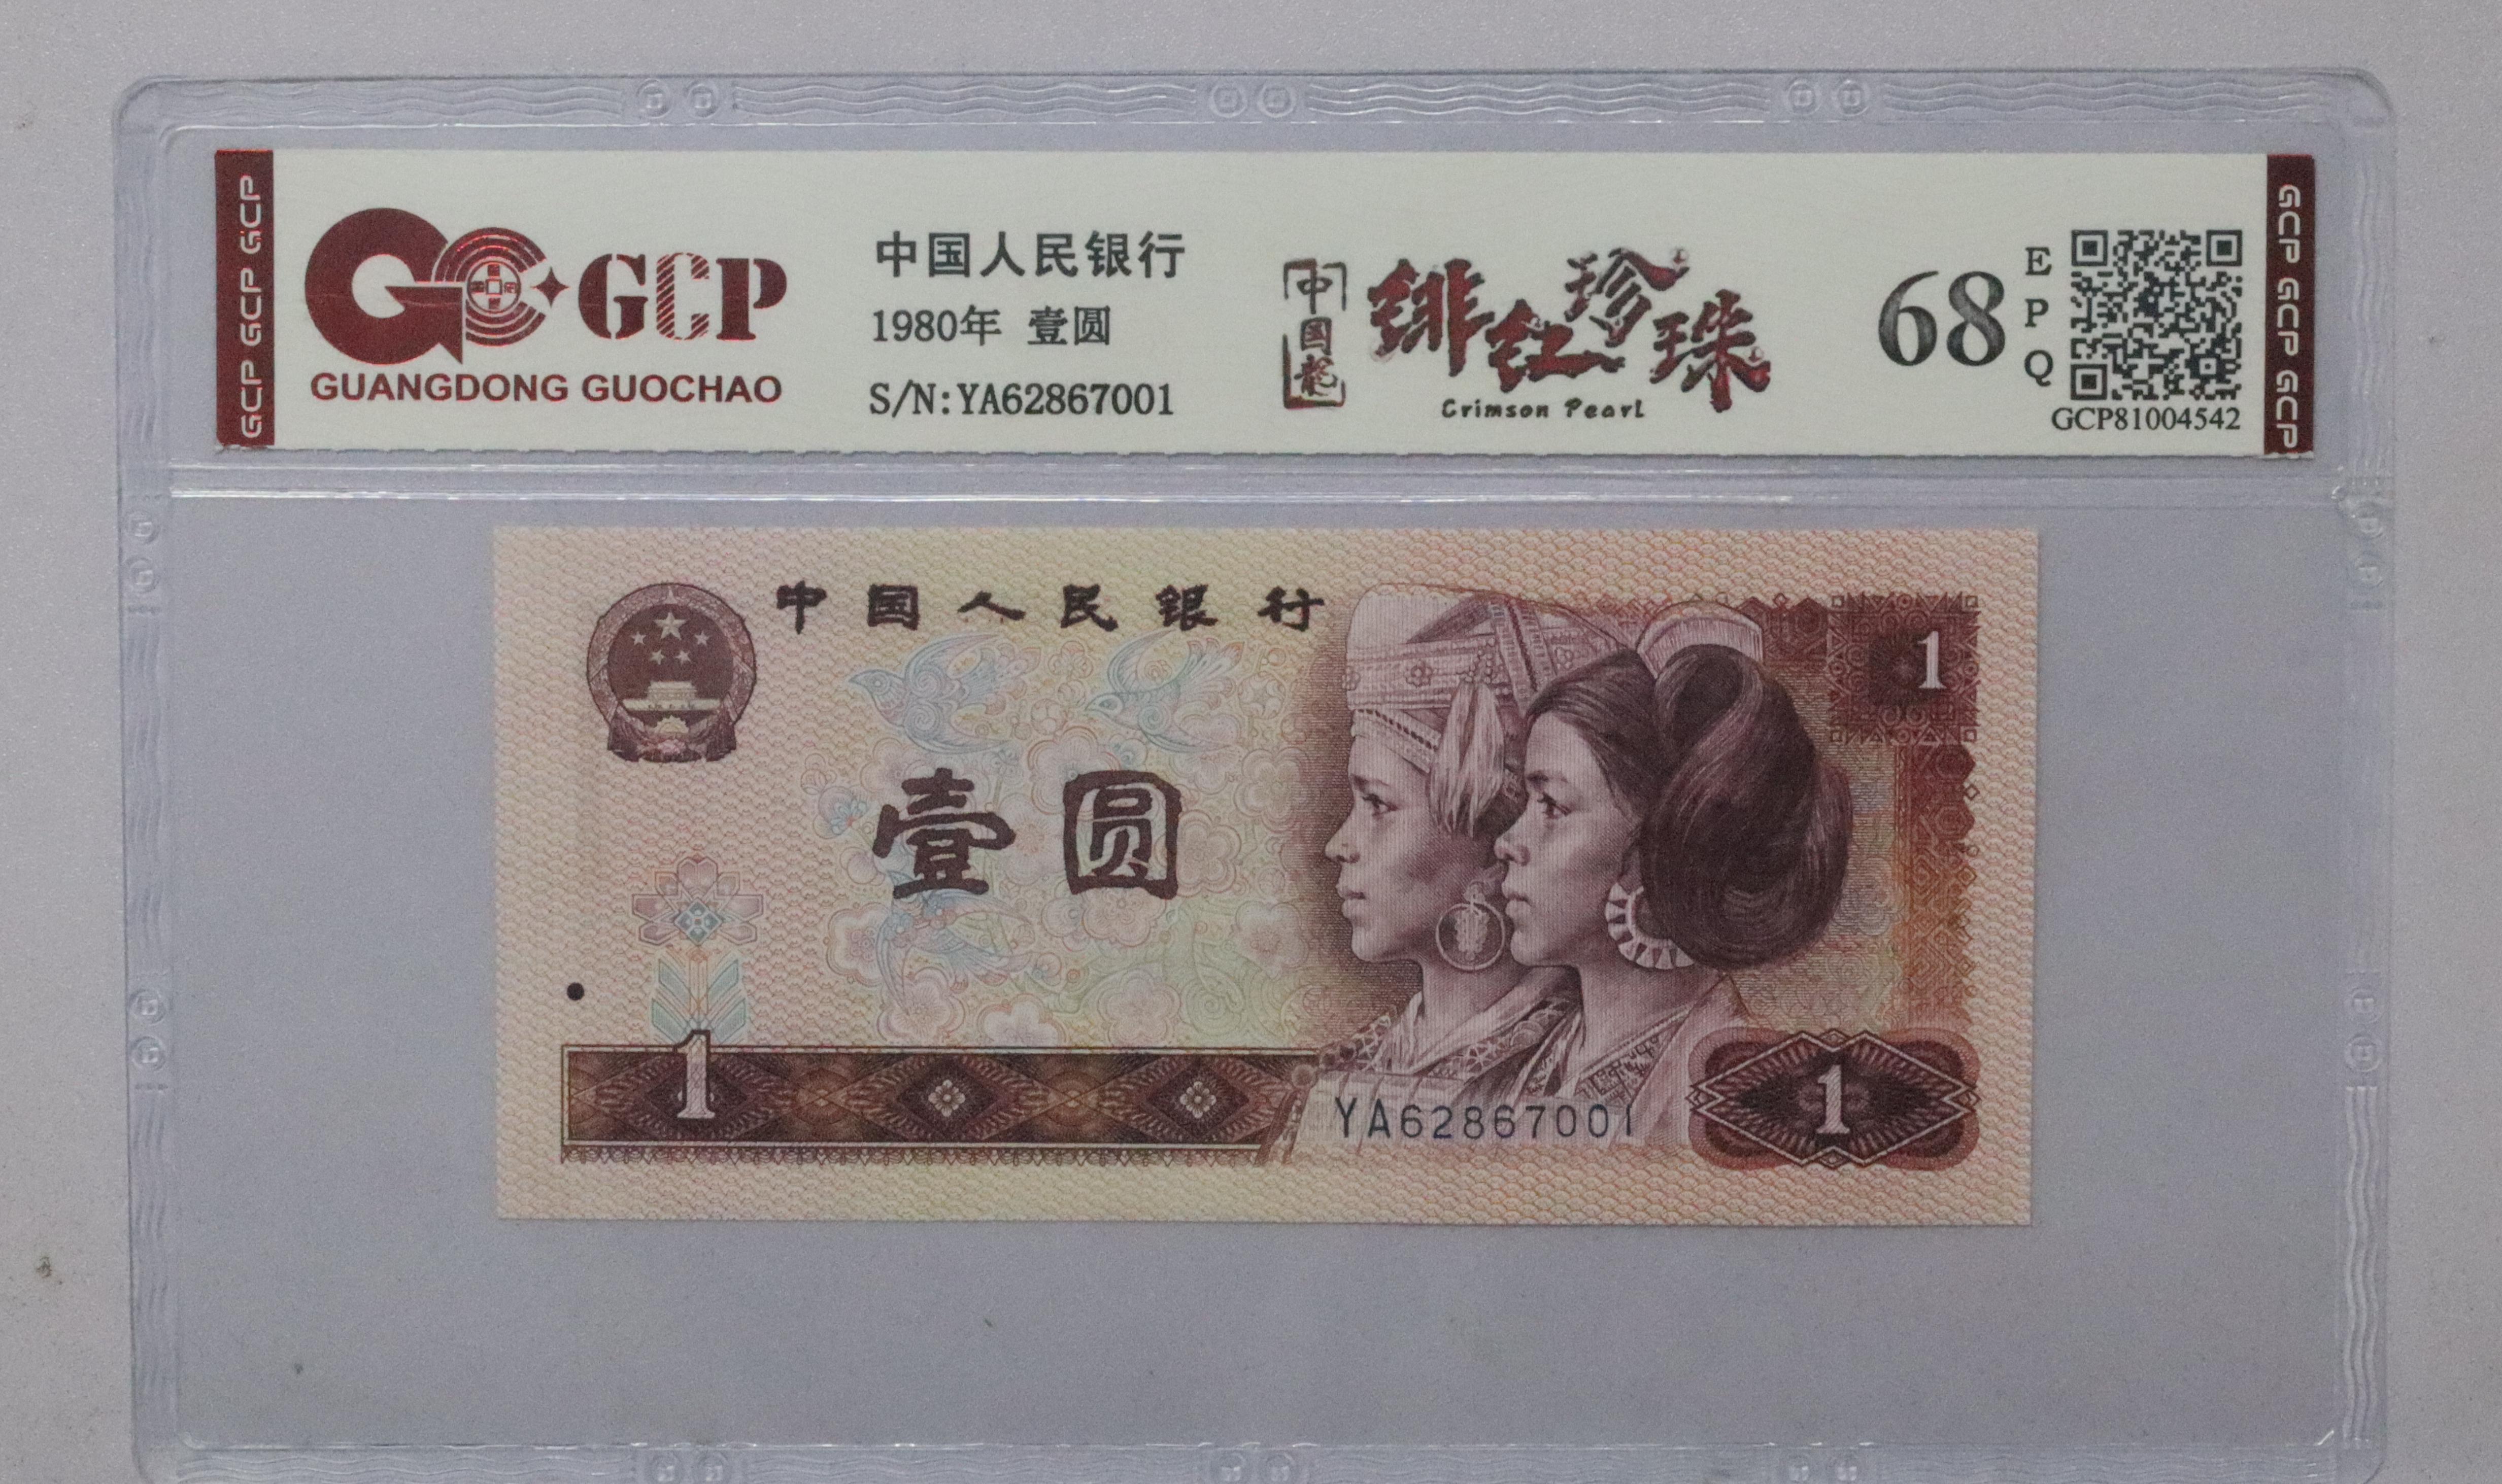 GCP GCP GCP
GCP
GUANGDONG GUOCHAO
中国人民银行
1980年 壹圆
S/N:YA62867001
中国龙
绯红珍珠
Crimson Pearl
68
EPQ
GCP81004542
GCP GCP GCP
中国人民银行
1
壹圆
1
YA62867001
1